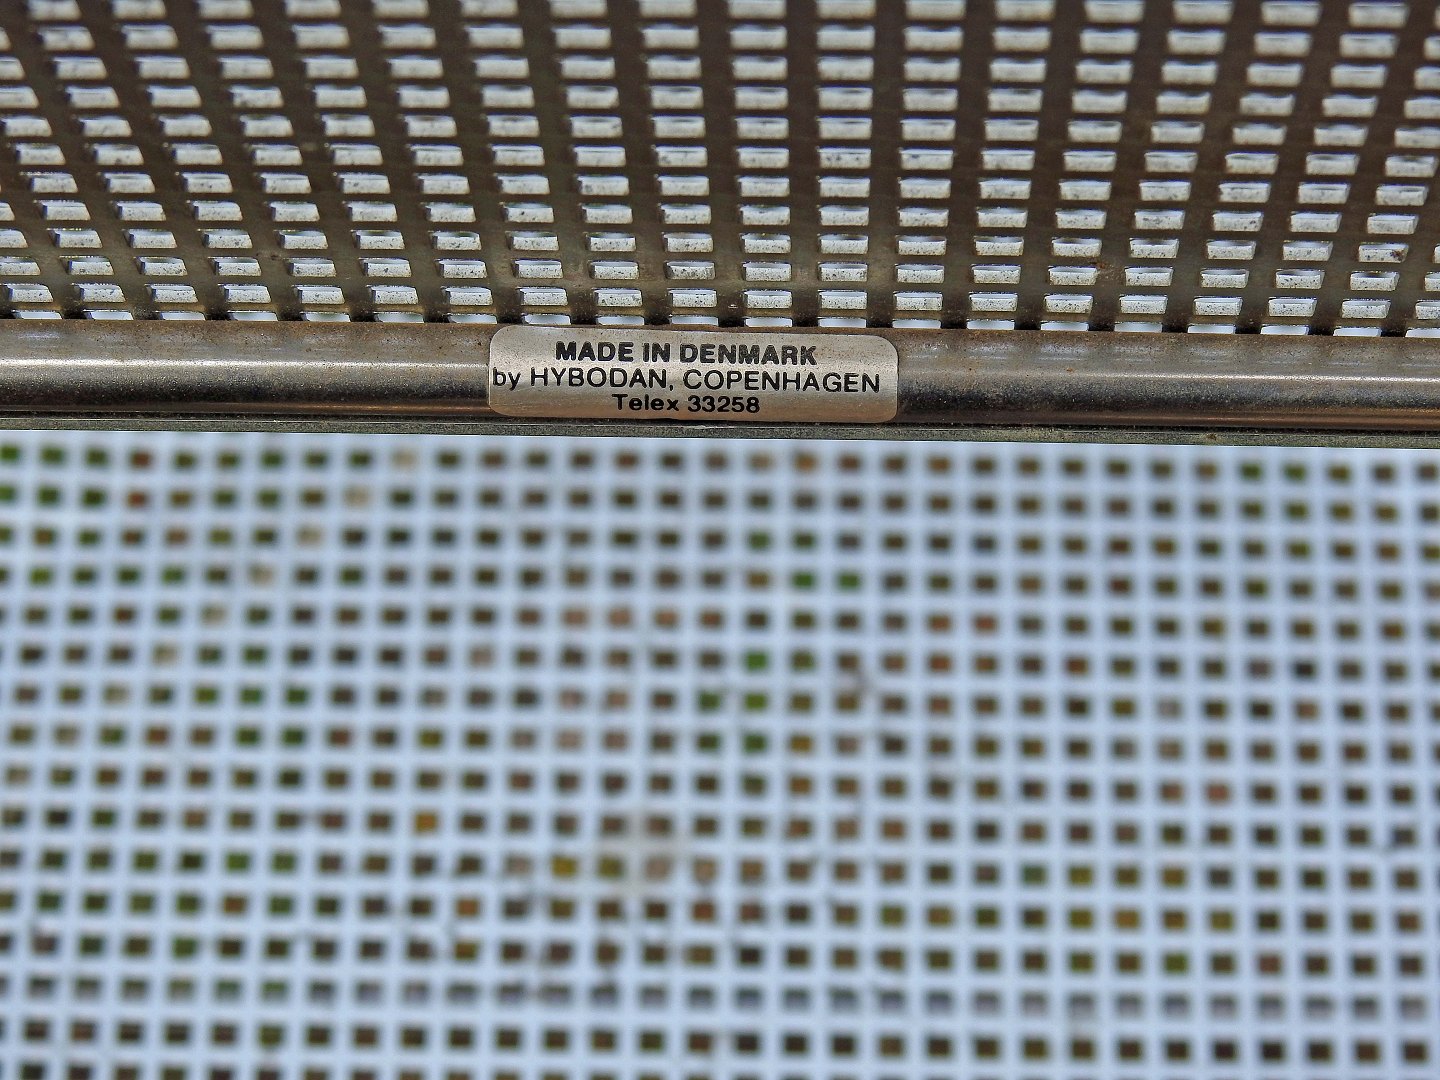 MADE IN DENMARK
by HYBODAN, COPENHAGEN
Telex 33258